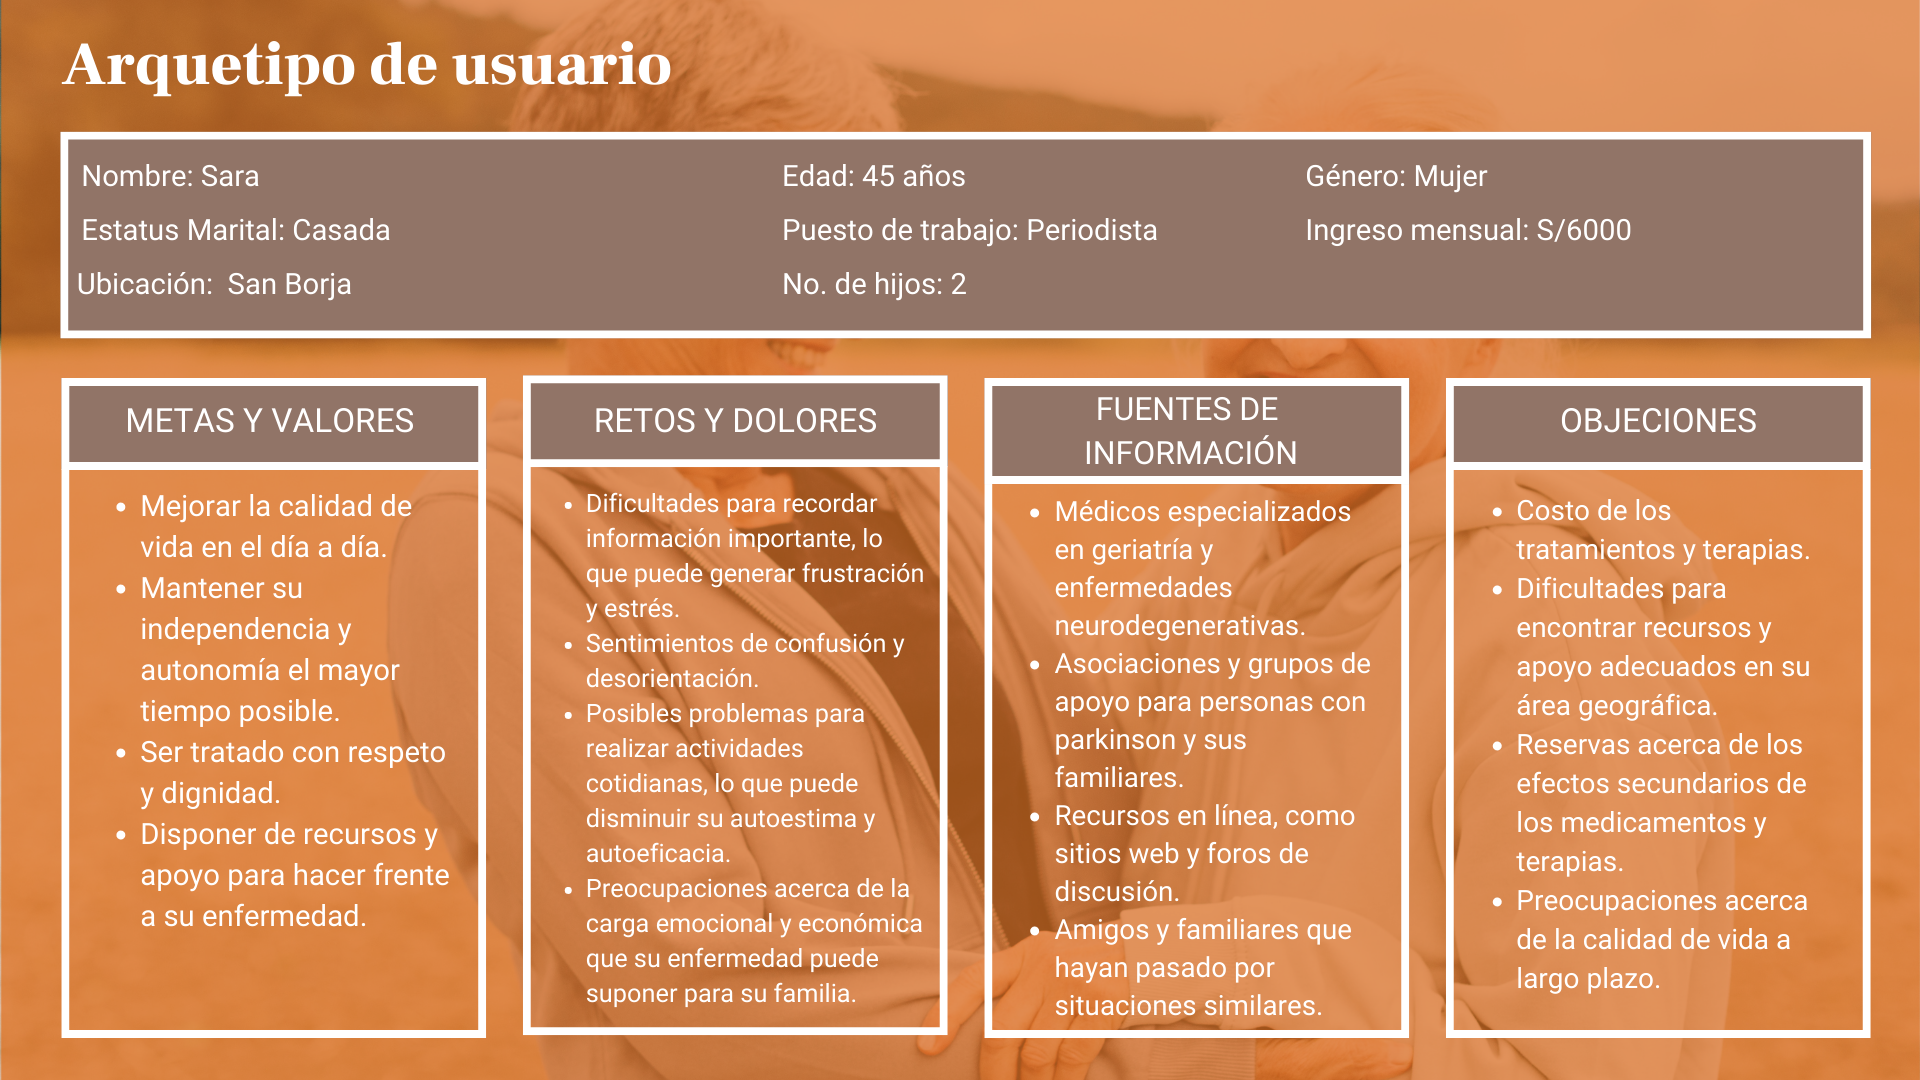 Arquetipo de usuario
Nombre: Sara
Edad: 45 años
Género: Mujer
Estatus Marital: Casada
Puesto de trabajo: Periodista
Ingreso mensual: S/6000
Ubicación:  San Borja
No. de hijos: 2
METAS Y VALORES
• Mejorar la calidad de
vida en el día a día.
• Mantener su
independencia y
autonomía el mayor
tiempo posible.
• Ser tratado con respeto
y dignidad.
• Disponer de recursos y
apoyo para hacer frente
a su enfermedad.
RETOS Y DOLORES
• Dificultades para recordar
información importante, lo
que puede generar frustración
y estrés.
• Sentimientos de confusión y
desorientación.
• Posibles problemas para
realizar actividades
cotidianas, lo que puede
disminuir su autoestima y
autoeficacia.
• Preocupaciones acerca de la
carga emocional y económica
que su enfermedad puede
suponer para su familia.
FUENTES DE
INFORMACIÓN
• Médicos especializados
en geriatría y
enfermedades
neurodegenerativas.
• Asociaciones y grupos de
apoyo para personas con
parkinson y sus
familiares.
• Recursos en línea, como
sitios web y foros de
discusión.
• Amigos y familiares que
hayan pasado por
situaciones similares.
OBJECIONES
• Costo de los
tratamientos y terapias.
• Dificultades para
encontrar recursos y
apoyo adecuados en su
área geográfica.
• Reservas acerca de los
efectos secundarios de
los medicamentos y
terapias.
• Preocupaciones acerca
de la calidad de vida a
largo plazo.